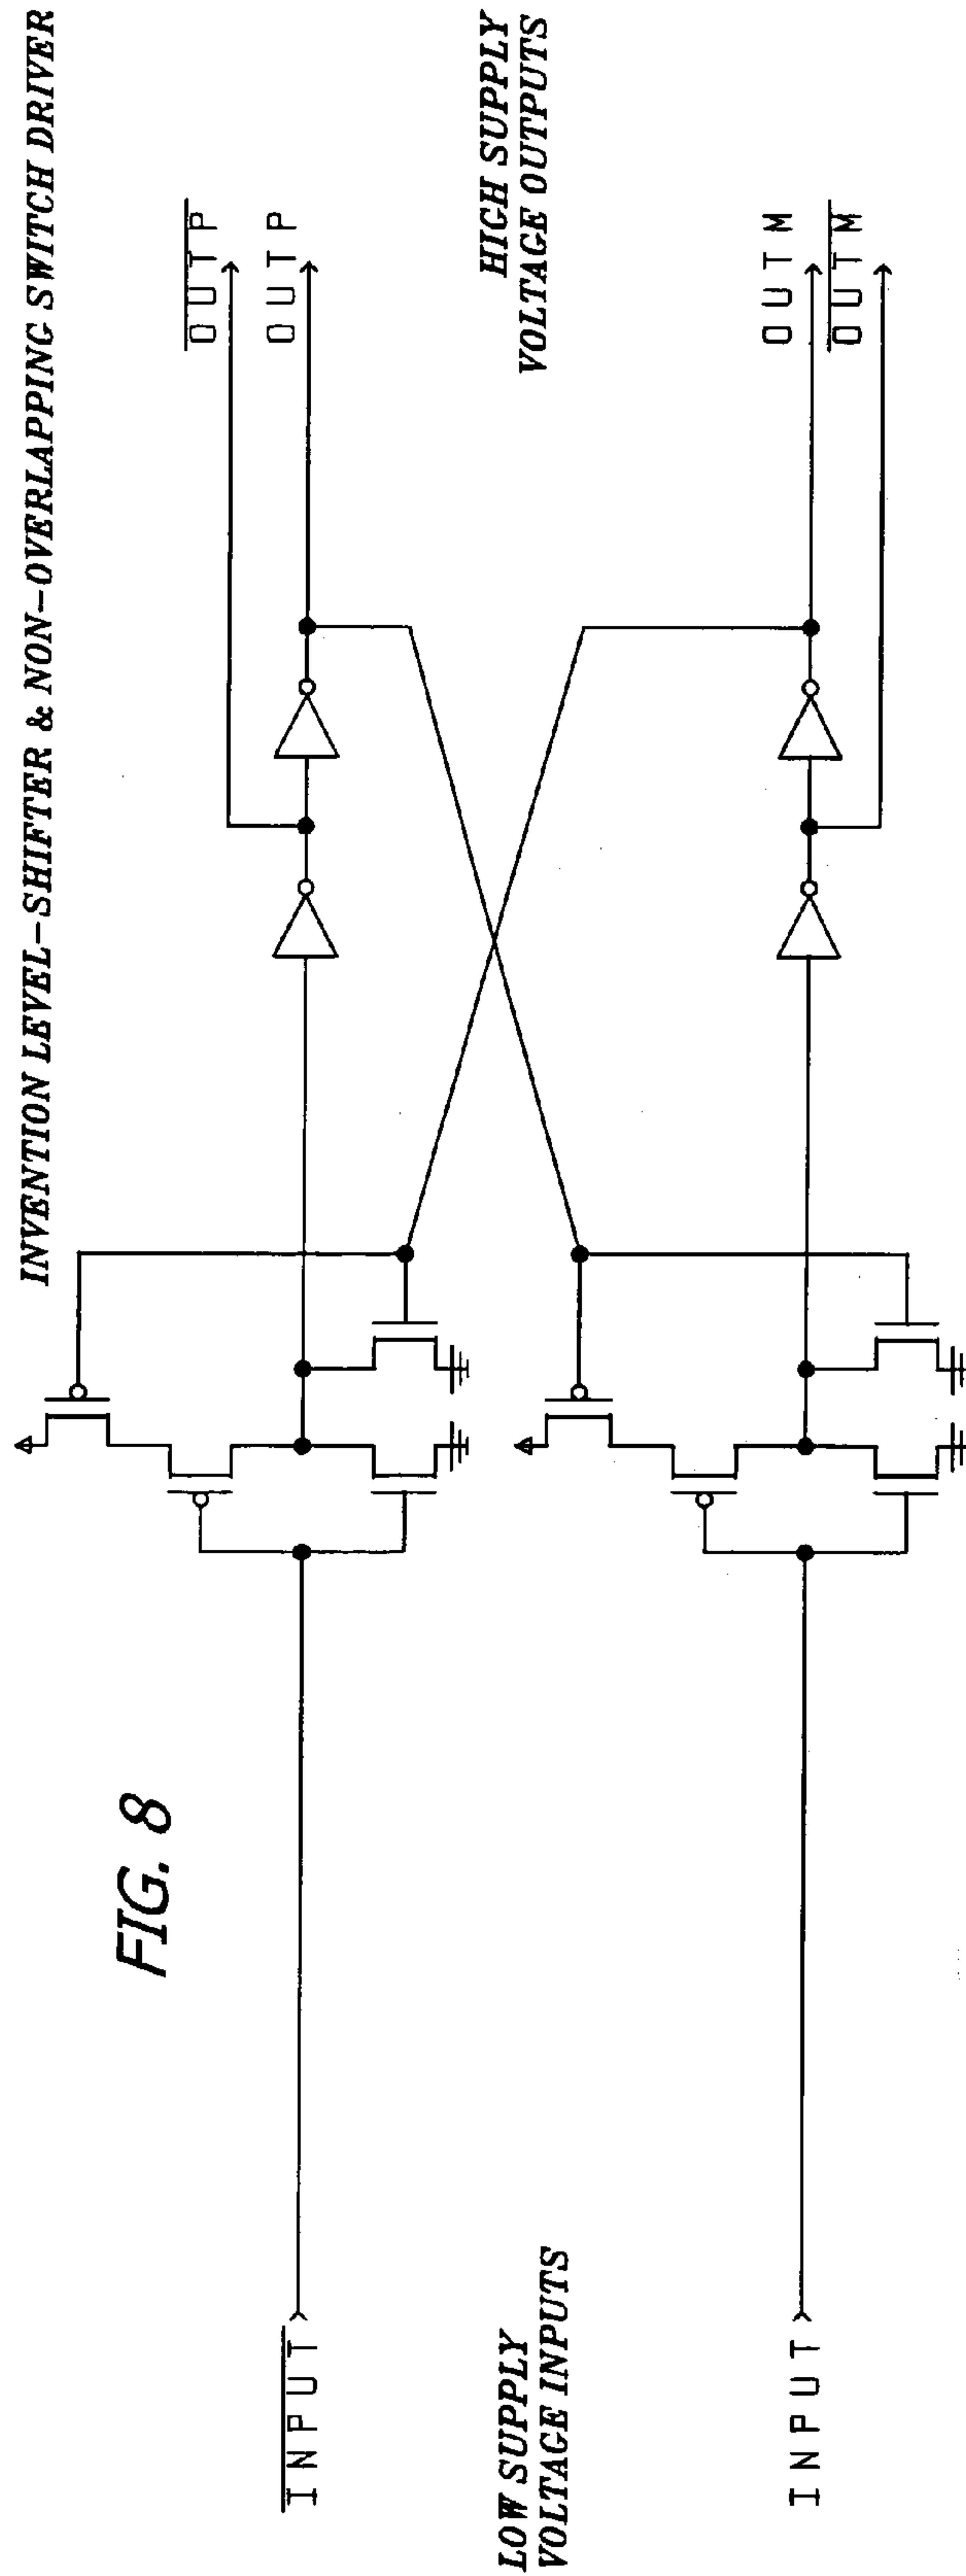 INVENTION LEVEL-SHIFTER & NON-OVERLAPPING SWITCH DRIVER
FIG. 8
INPUT
LOW SUPPLY
VOLTAGE INPUTS
INPUT
OUTP
OUTP
HIGH SUPPLY
VOLTAGE OUTPUTS
OUTM
OUTM